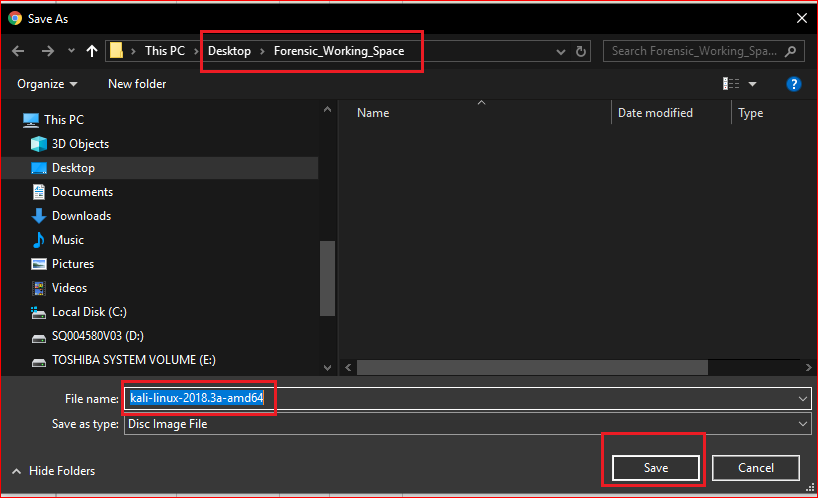 Save As
This PC > Desktop > Forensic_Working_Space
Search Forensic_Working_Spa...
Organize
New folder
?
This PC
3D Objects
Desktop
Documents
Downloads
Music
Pictures
Videos
Local Disk (C:)
SQ004580V03 (D:)
TOSHIBA SYSTEM VOLUME (E:)
Name
Date modified
Type
File name: kali-linux-2018.3a-amd64
Save as type: Disc Image File
Hide Folders
Save
Cancel